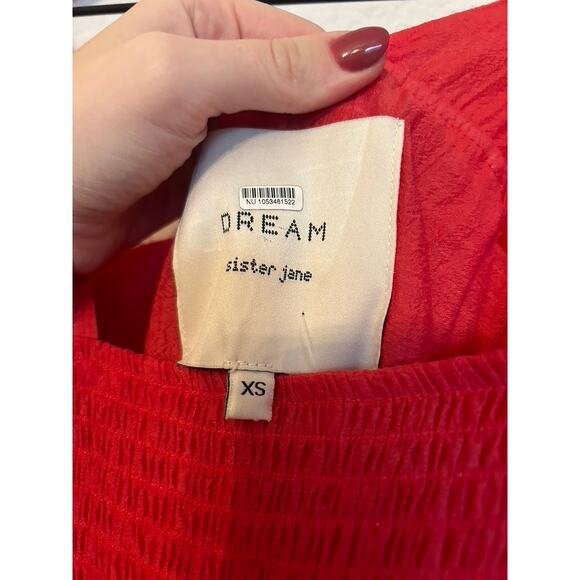 NU 1053481522
DREAM
sister jane
XS